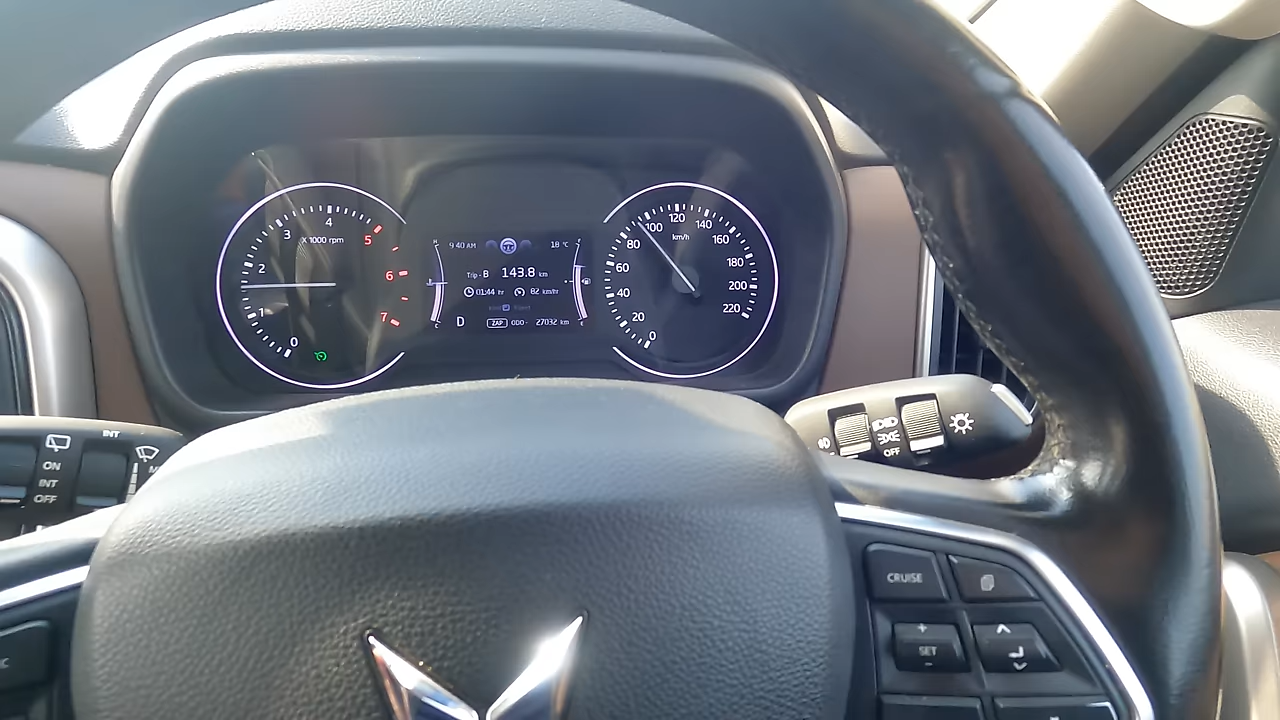 4
3
5
X 1000 rpm
2
6
1
7
0
9:40 AM
18 °C
Trip - B 143.8 km
01:44 hr 82 km/hr
D
ZAP ODO - 27032 km
120
100
140
km/h
80
160
60
180
40
200
20
220
0
INT
ON
INT
OFF
OFF
CRUISE
+
SET
-